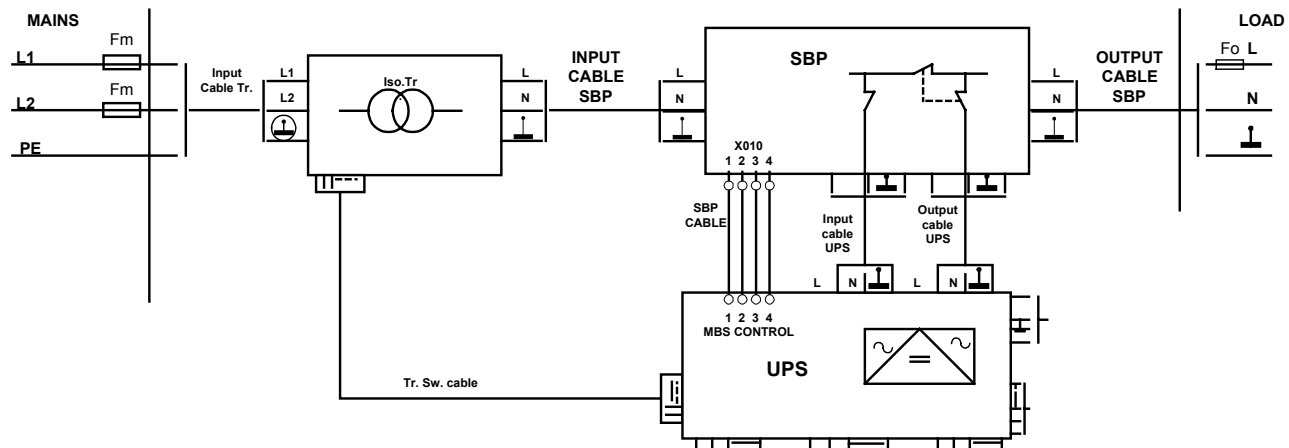 MAINS
LOAD
Fm
L1
Fm
L2
PE
Input
Cable Tr.
L1
L2
Iso.Tr
L
N
INPUT
CABLE
SBP
L
N
SBP
X010
1 2 3 4
L
N
OUTPUT
CABLE
SBP
Fo L
N
SBP
CABLE
Input
cable
UPS
Output
cable
UPS
L N
L N
1 2 3 4
MBS CONTROL
UPS
Tr. Sw. cable